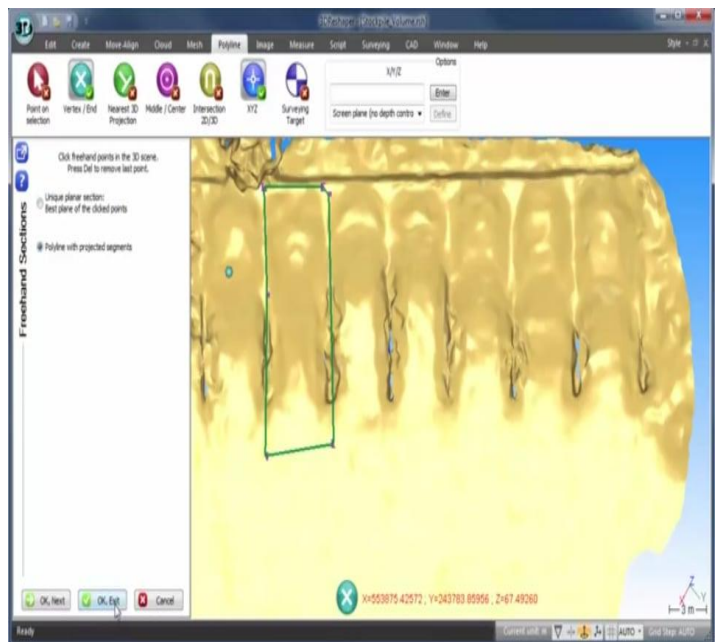 3DReshaper - [Stockpile_Volume.rsh]
Edit Create Move-Align Cloud Mesh Polyline Image Measure Script Surveying CAD Window Help
Style
Point on selection
Vertex / End
Nearest 3D Projection
Middle / Center
Intersection 2D/3D
XYZ
Surveying Target
X/Y/Z
Enter
Screen plane (no depth contro
Define
Options
Freehand Sections
Click freehand points in the 3D scene.
Press Del to remove last point.
Unique planar section:
Best plane of the clicked points
Polyline with projected segments
X=553875.42572 ; Y=243783.85956 ; Z=67.49260
Z
X
Y
3 m
OK, Next OK, Exit Cancel
Ready
Current unit m
AUTO
Grid Step AUTO